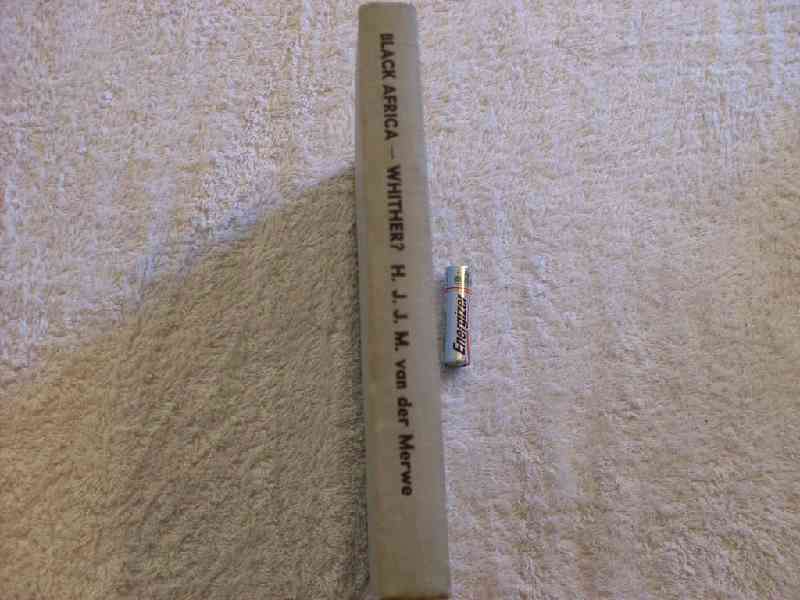 BLACK AFRICA — WHITHER? H. J. J. M. van der Merwe
Energizer